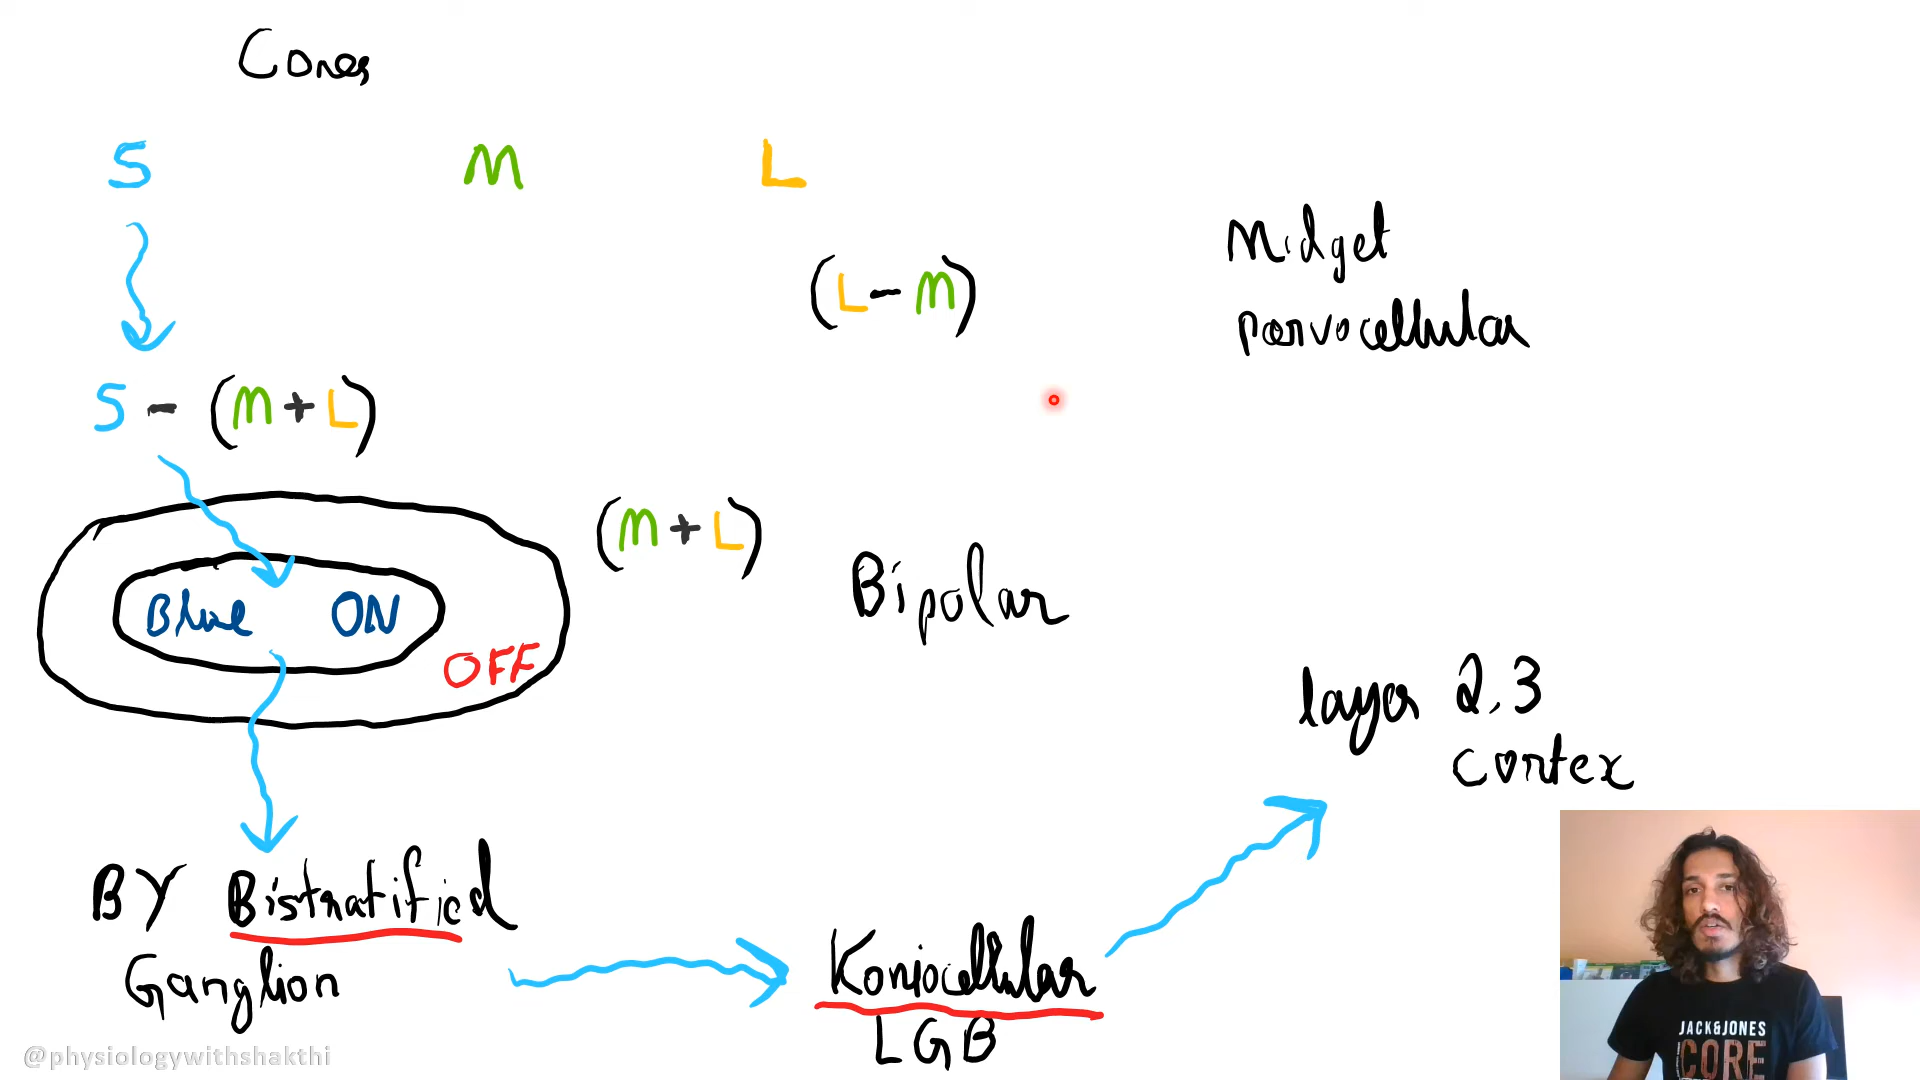 Cones
S M L
Midget
(L - M)
parvocellular
S - (M + L)
(M + L)
Bipolar
Blue ON
OFF
layer 2,3
cortex
BY Bistratified
Ganglion
Koniocellular
LGB
JACK&JONES
CORE
@physiologywithshakthi